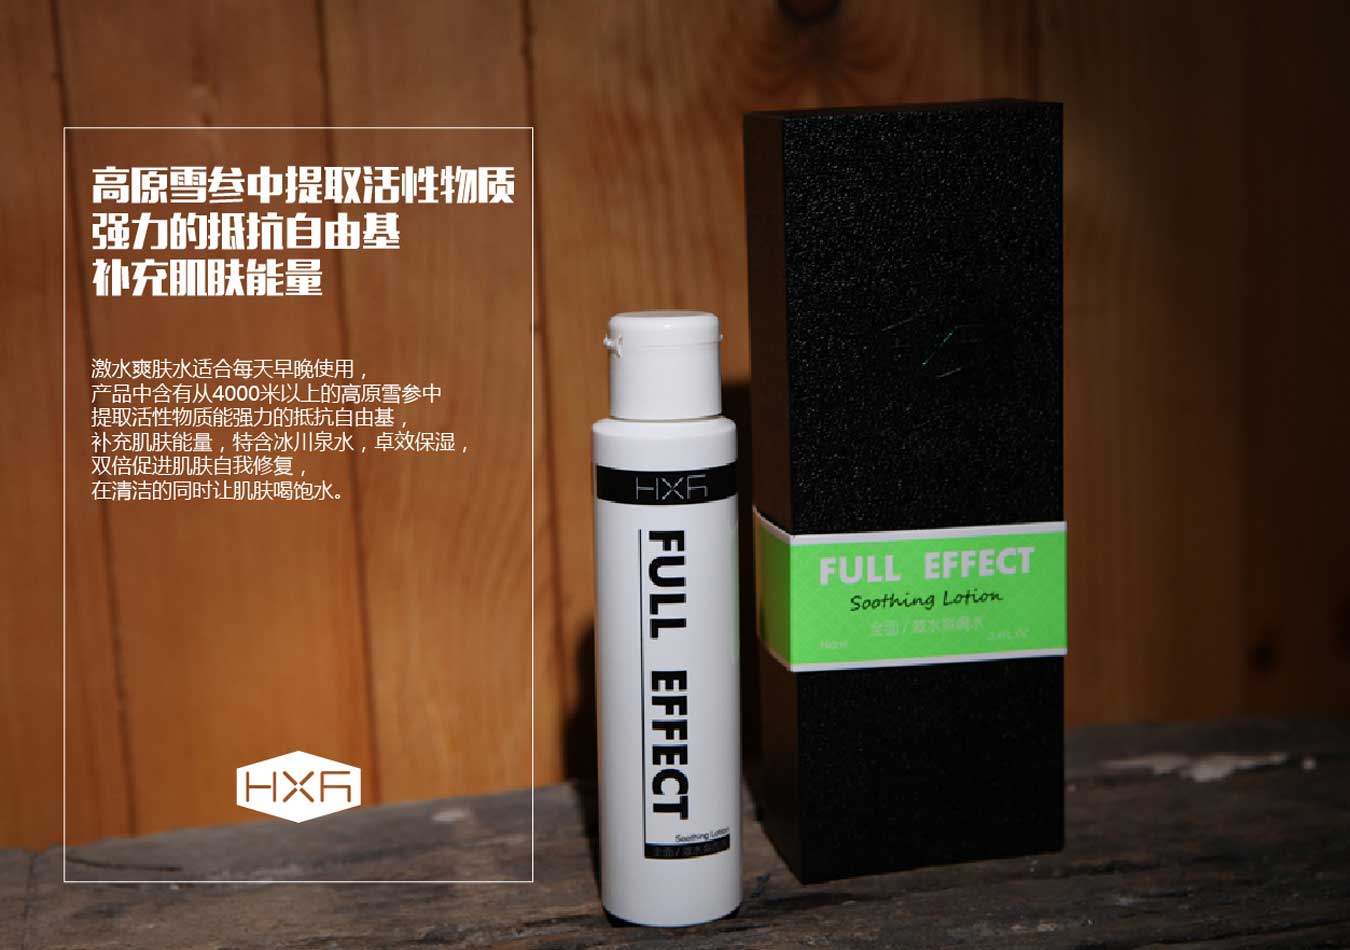 高原雪参中提取活性物质
强力的抵抗自由基
补充肌肤能量
激水爽肤水适合每天早晚使用，
产品中含有从4000米以上的高原雪参中
提取活性物质能强力的抵抗自由基，
补充肌肤能量，特含冰川泉水，卓效保湿，
双倍促进肌肤自我修复，
在清洁的同时让肌肤喝饱水。
FULL EFFECT
Soothing Lotion
FULL EFFECT
Soothing Lotion